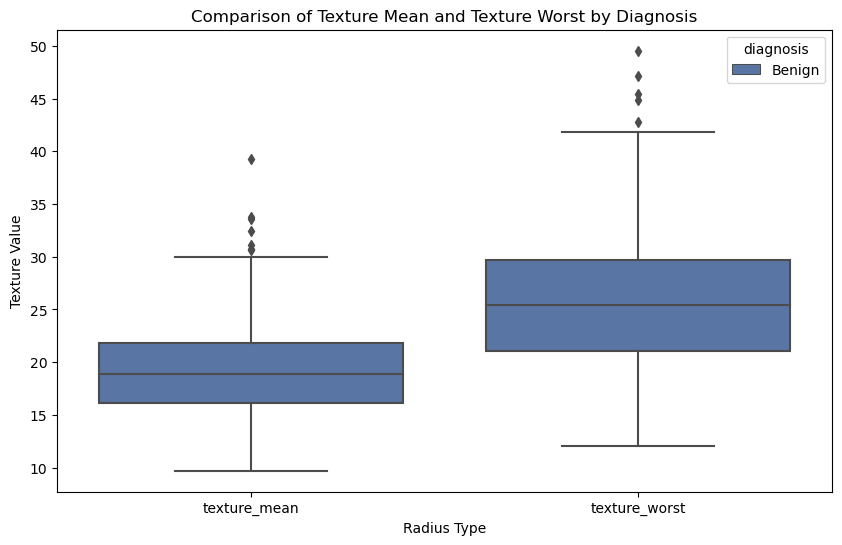 Comparison of Texture Mean and Texture Worst by Diagnosis
diagnosis
Benign
50
45
40
35
30
25
20
15
10
Texture Value
texture_mean
texture_worst
Radius Type